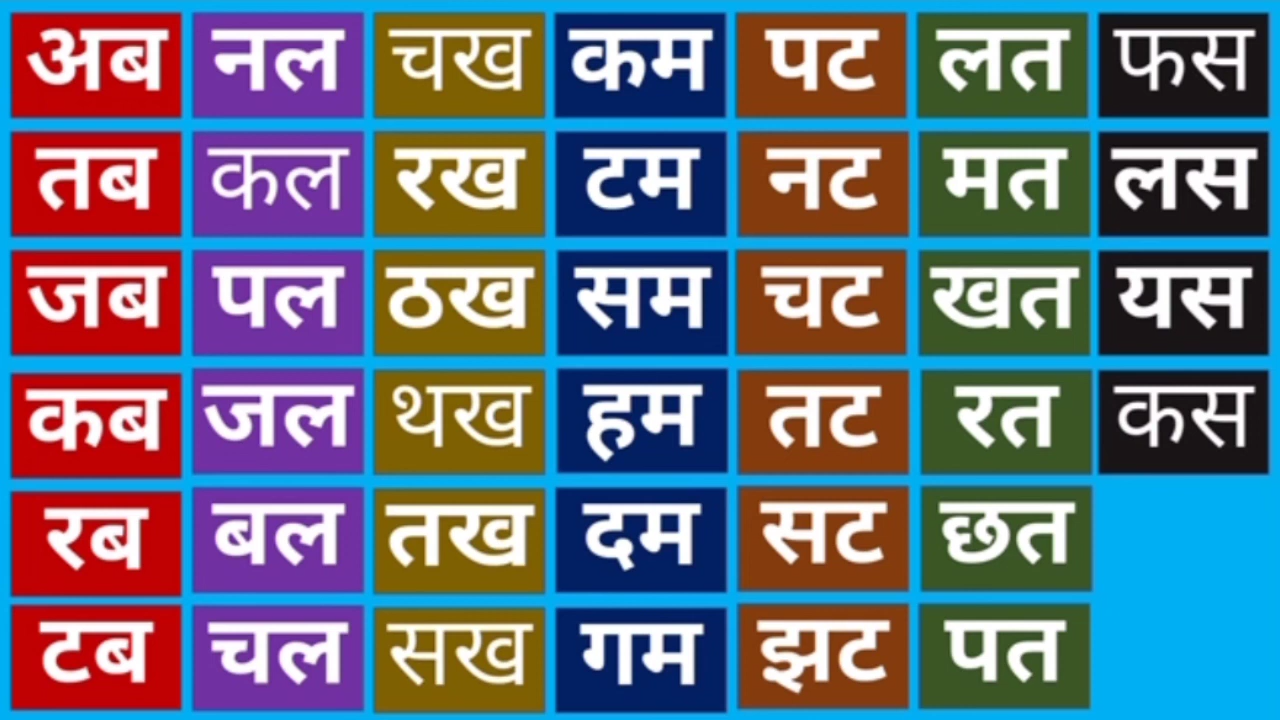 अब नल चख कम पट लत फस
तब कल रख टम नट मत लस
जब पल ठख सम चट खत यस
कब जल थख हम तट रत कस
रब बल तख दम सट छत
टब चल सख गम झट पत